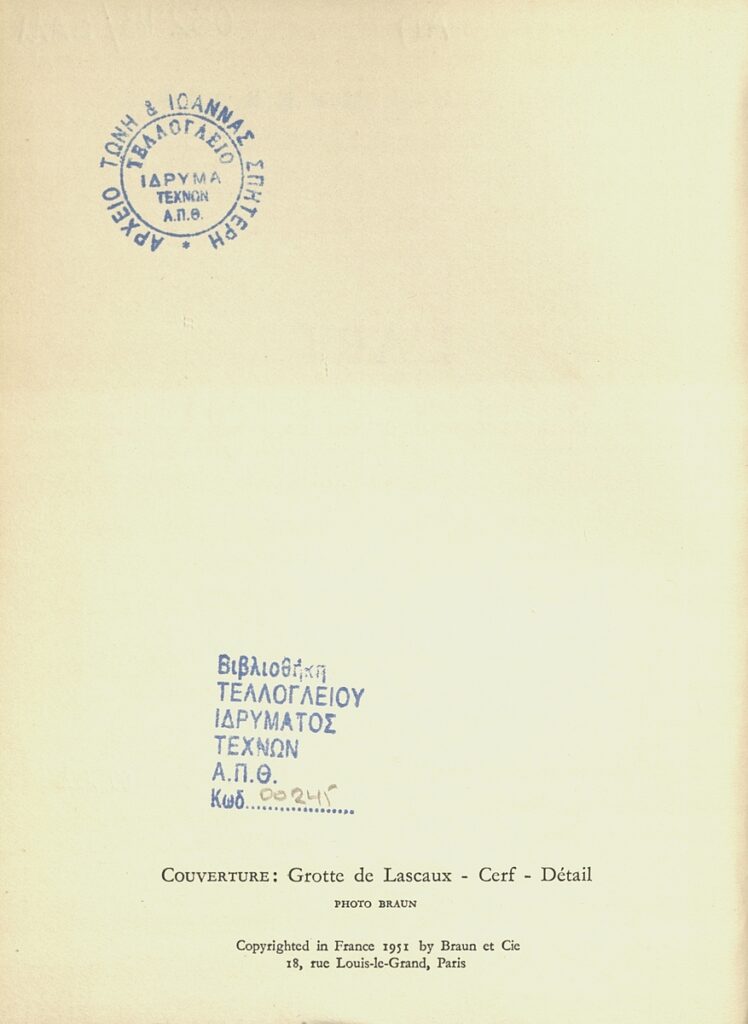 ΑΡΧΕΙΟ ΤΩΝΗ & ΙΩΑΝΝΑΣ ΣΠΗΤΕΡΗ *
ΤΕΛΛΟΓΛΕΙΟ
ΙΔΡΥΜΑ
ΤΕΧΝΩΝ
Α.Π.Θ.
Βιβλιοθήκη
ΤΕΛΛΟΓΛΕΙΟΥ
ΙΔΡΥΜΑΤΟΣ
ΤΕΧΝΩΝ
Α.Π.Θ.
Κωδ. 00245
COUVERTURE: Grotte de Lascaux - Cerf - Détail
PHOTO BRAUN
Copyrighted in France 1951 by Braun et Cie
18, rue Louis-le-Grand, Paris